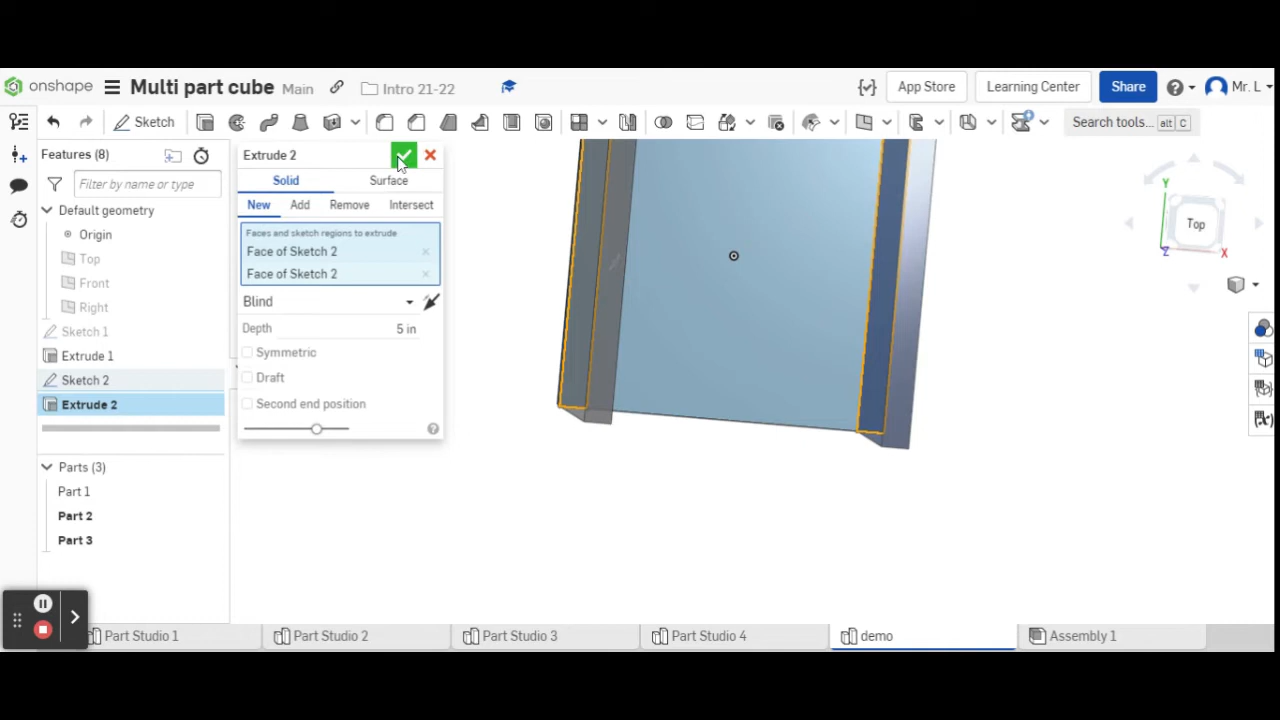 onshape Multi part cube Main Intro 21-22 App Store Learning Center Share Mr. L
Sketch Search tools... alt C
Features (8)
Filter by name or type
Default geometry
Origin
Top
Front
Right
Sketch 1
Extrude 1
Sketch 2
Extrude 2
Parts (3)
Part 1
Part 2
Part 3
Extrude 2
Solid Surface
New Add Remove Intersect
Faces and sketch regions to extrude
Face of Sketch 2
Face of Sketch 2
Blind
Depth 5 in
Symmetric
Draft
Second end position
Y
Top
Z X
Part Studio 1 Part Studio 2 Part Studio 3 Part Studio 4 demo Assembly 1